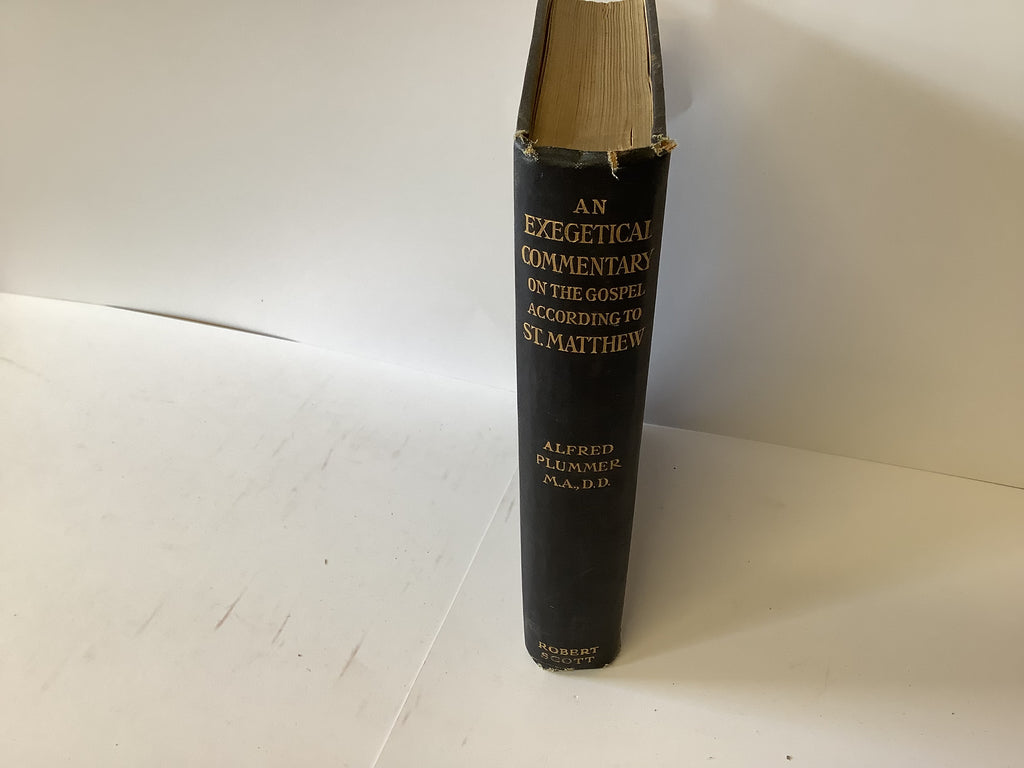 AN
EXEGETICAL
COMMENTARY
ON THE GOSPEL
ACCORDING TO
ST. MATTHEW
ALFRED
PLUMMER
M.A., D.D.
ROBERT
SCOTT